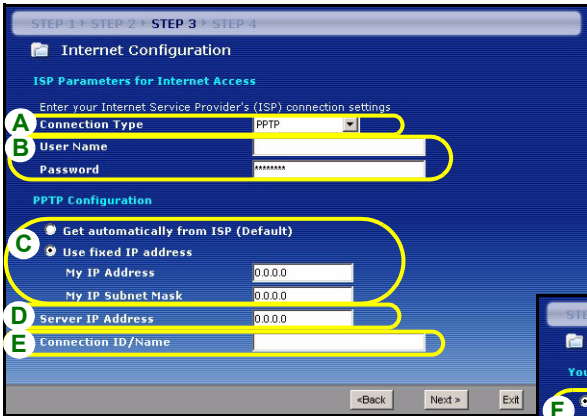 STEP 1 STEP 2 STEP 3 STEP 4
Internet Configuration
ISP Parameters for Internet Access
Enter your Internet Service Provider's (ISP) connection settings
A Connection Type PPTP
B User Name
Password ********
PPTP Configuration
Get automatically from ISP (Default)
C Use fixed IP address
My IP Address 0.0.0.0
My IP Subnet Mask 0.0.0.0
D Server IP Address 0.0.0.0
E Connection ID/Name
<Back Next > Exit
STE
You
F